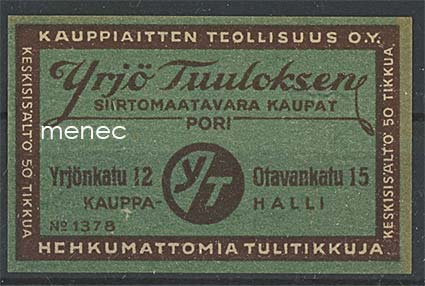 KAUPPIAITTEN TEOLLISUUS O.Y.
KESKISISÄLTÖ 50 TIKKUA
Yrjö Tuuloksen
SIIRTOMAATAVARA KAUPAT
PORI
menec
Yrjönkatu 12
YT
Otavankatu 15
KAUPPA-
HALLI
No 1378
KESKISISÄLTÖ 50 TIKKUA
HEHKUMATTOMIA TULITIKKUJA